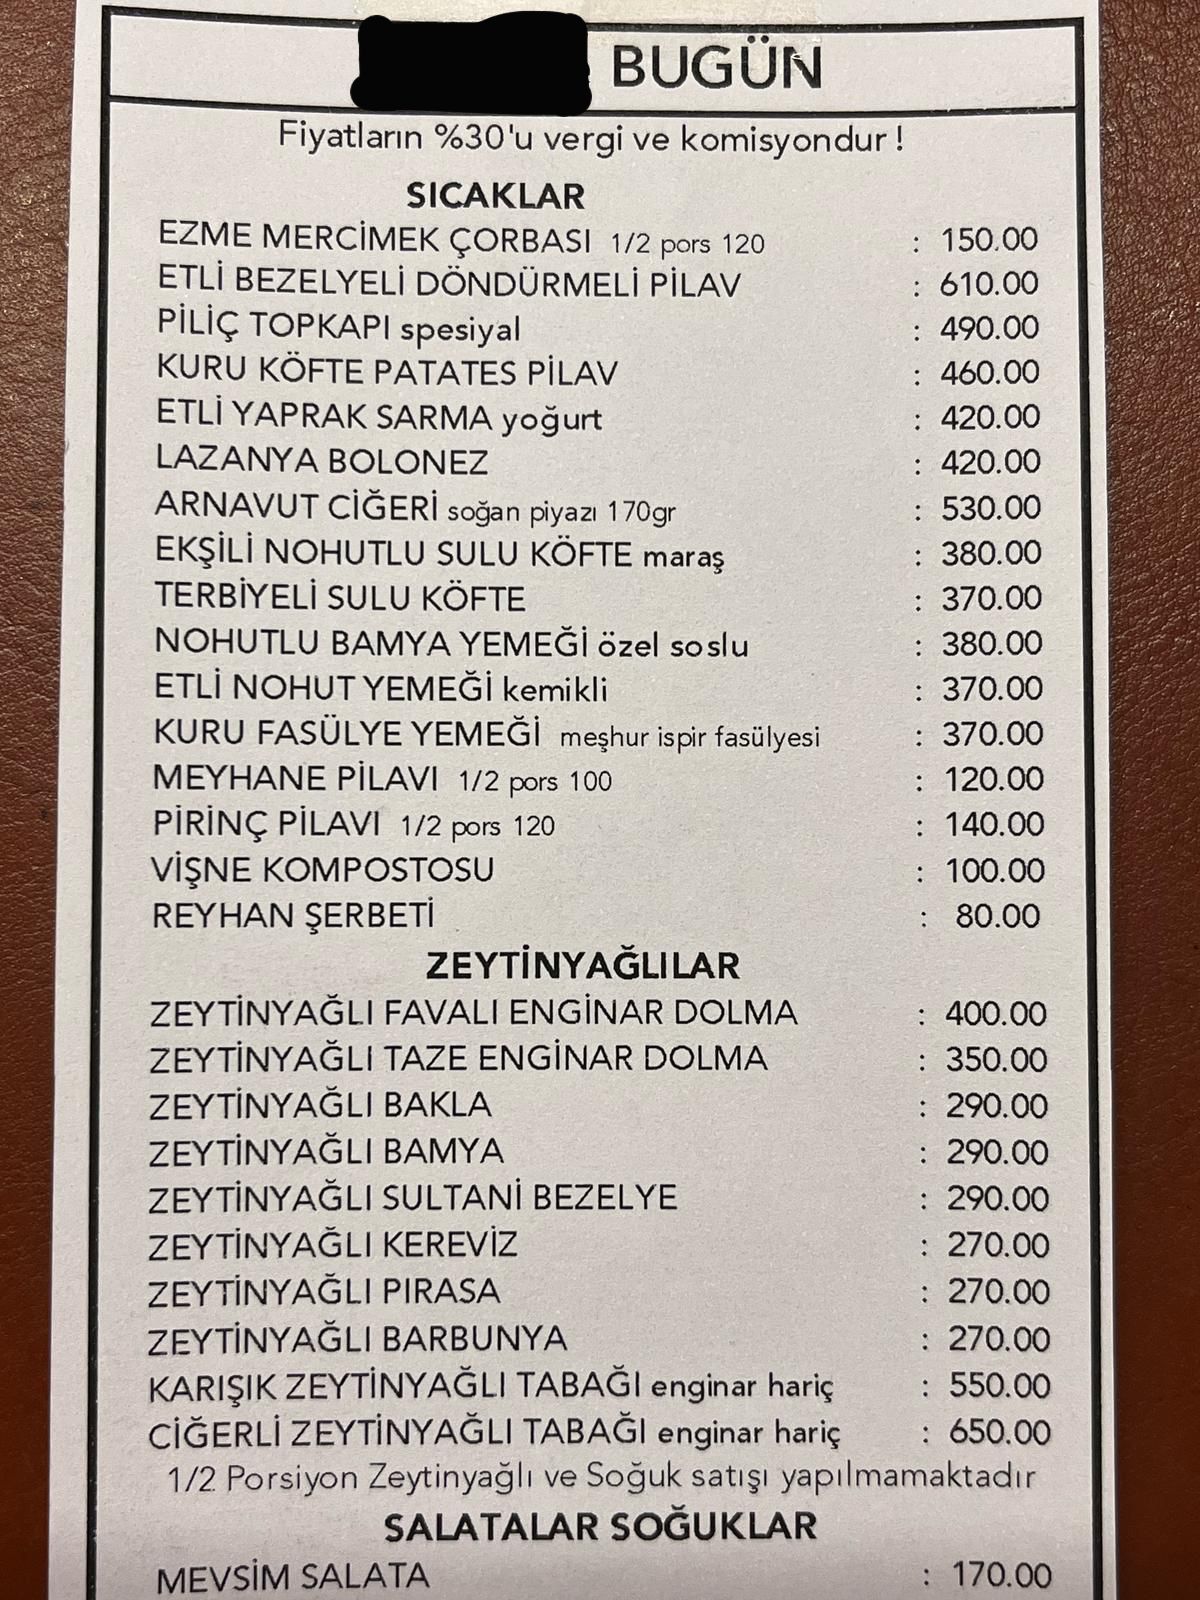 BUGÜN
Fiyatların %30'u vergi ve komisyondur !
SICAKLAR
EZME MERCİMEK ÇORBASI 1/2 pors 120 : 150.00
ETLİ BEZELYELİ DÖNDÜRMELİ PİLAV : 610.00
PİLİÇ TOPKAPI spesiyal : 490.00
KURU KÖFTE PATATES PİLAV : 460.00
ETLİ YAPRAK SARMA yoğurt : 420.00
LAZANYA BOLONEZ : 420.00
ARNAVUT CİĞERİ soğan piyazı 170gr : 530.00
EKŞİLİ NOHUTLU SULU KÖFTE maraş : 380.00
TERBİYELİ SULU KÖFTE : 370.00
NOHUTLU BAMYA YEMEĞİ özel soslu : 380.00
ETLİ NOHUT YEMEĞİ kemikli : 370.00
KURU FASÜLYE YEMEĞİ meşhur ispir fasülyesi : 370.00
MEYHANE PİLAVI 1/2 pors 100 : 120.00
PİRİNÇ PİLAVI 1/2 pors 120 : 140.00
VİŞNE KOMPOSTOSU : 100.00
REYHAN ŞERBETİ : 80.00
ZEYTİNYAĞLILAR
ZEYTİNYAĞLI FAVALI ENGİNAR DOLMA : 400.00
ZEYTİNYAĞLI TAZE ENGİNAR DOLMA : 350.00
ZEYTİNYAĞLI BAKLA : 290.00
ZEYTİNYAĞLI BAMYA : 290.00
ZEYTİNYAĞLI SULTANİ BEZELYE : 290.00
ZEYTİNYAĞLI KEREVİZ : 270.00
ZEYTİNYAĞLI PIRASA : 270.00
ZEYTİNYAĞLI BARBUNYA : 270.00
KARIŞIK ZEYTİNYAĞLI TABAĞI enginar hariç : 550.00
CİĞERLİ ZEYTİNYAĞLI TABAĞI enginar hariç : 650.00
1/2 Porsiyon Zeytinyağlı ve Soğuk satışı yapılmamaktadır
SALATALAR SOĞUKLAR
MEVSİM SALATA : 170.00